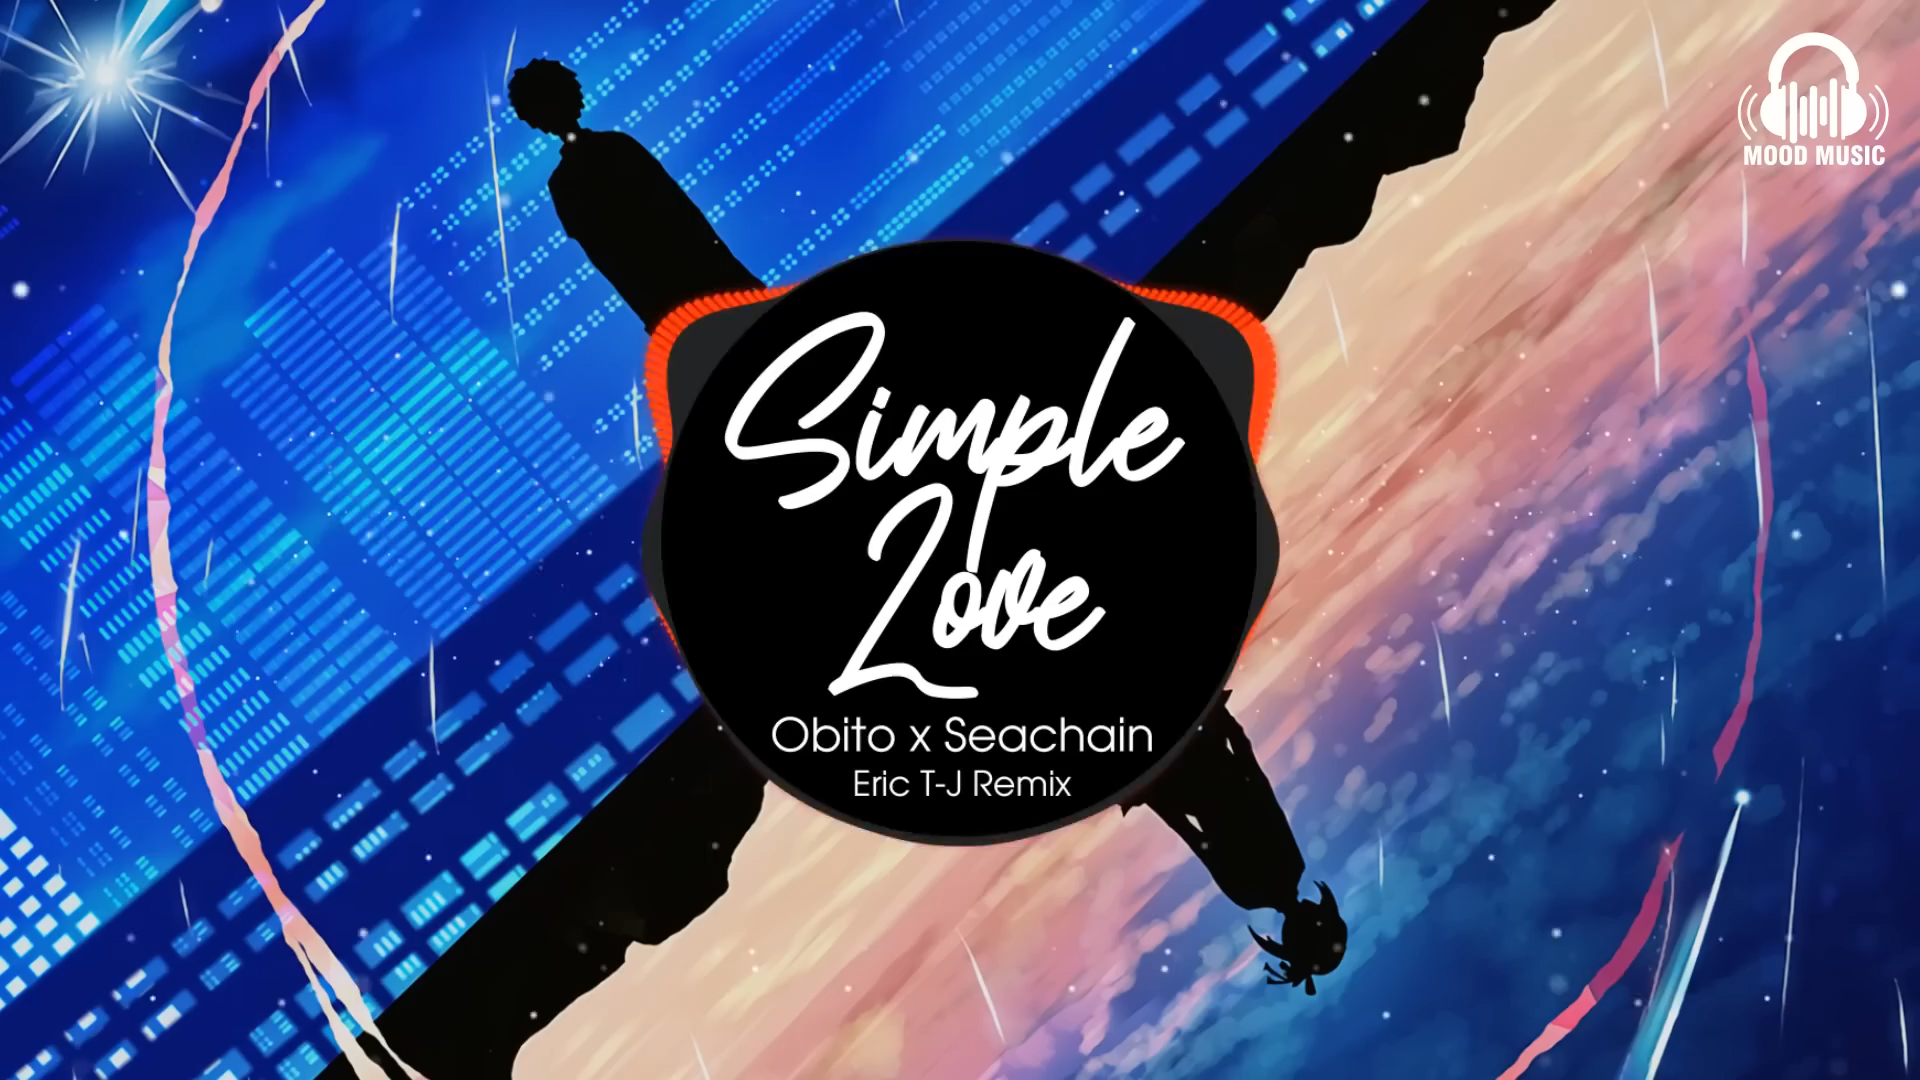 MOOD MUSIC
Simple
Love
Obito x Seachain
Eric T-J Remix